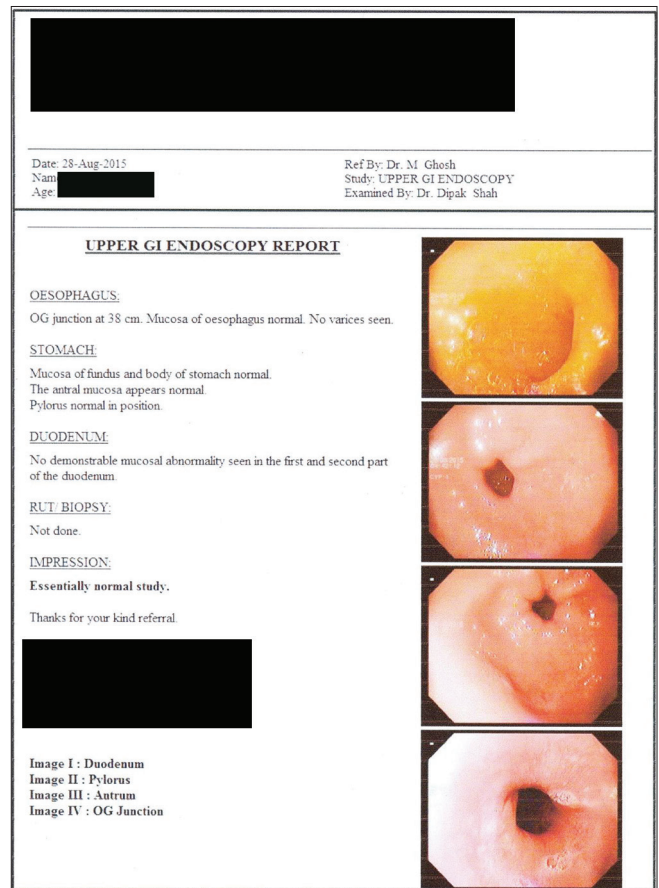 Date: 28-Aug-2015
Nam
Age:
Ref By: Dr. M Ghosh
Study: UPPER GI ENDOSCOPY
Examined By: Dr. Dipak Shah
UPPER GI ENDOSCOPY REPORT
OESOPHAGUS:
OG junction at 38 cm. Mucosa of oesophagus normal. No varices seen.
STOMACH:
Mucosa of fundus and body of stomach normal.
The antral mucosa appears normal.
Pylorus normal in position.
DUODENUM:
No demonstrable mucosal abnormality seen in the first and second part
of the duodenum.
RUT/ BIOPSY:
Not done.
IMPRESSION:
Essentially normal study.
Thanks for your kind referral.
Image I : Duodenum
Image II : Pylorus
Image III : Antrum
Image IV : OG Junction